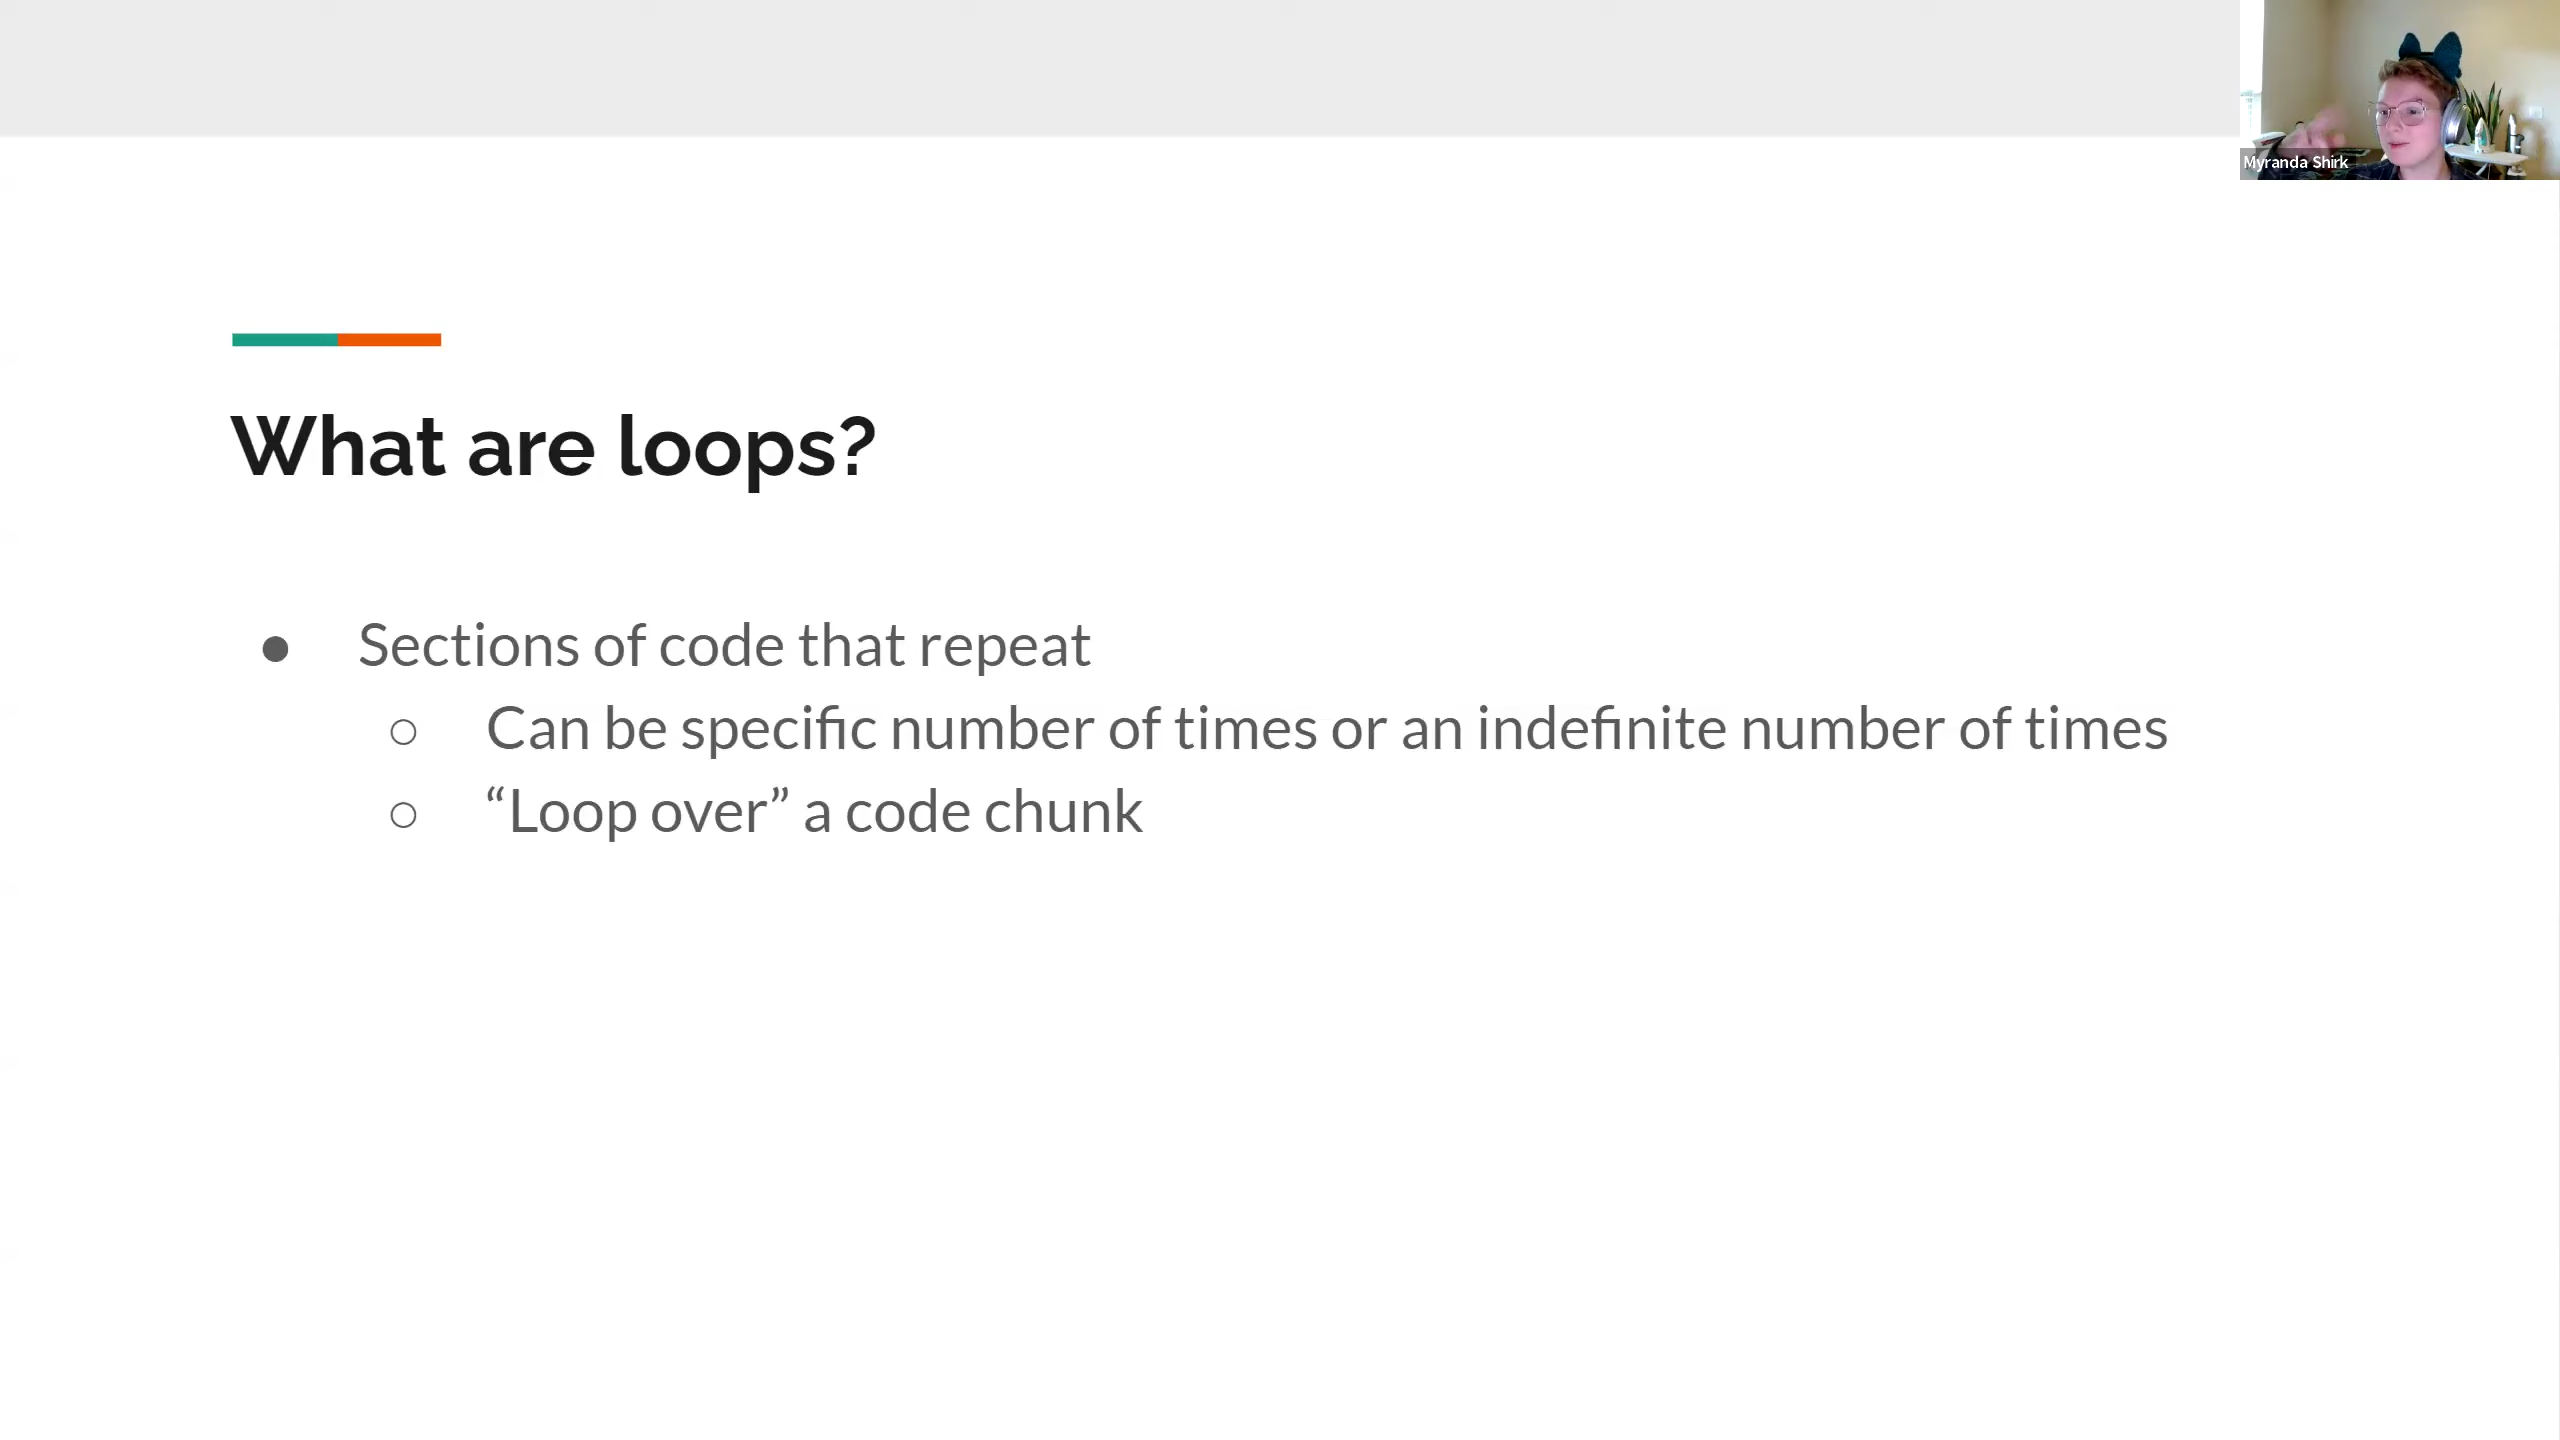 Myranda Shirk
What are loops?
● Sections of code that repeat
○ Can be specific number of times or an indefinite number of times
○ “Loop over” a code chunk